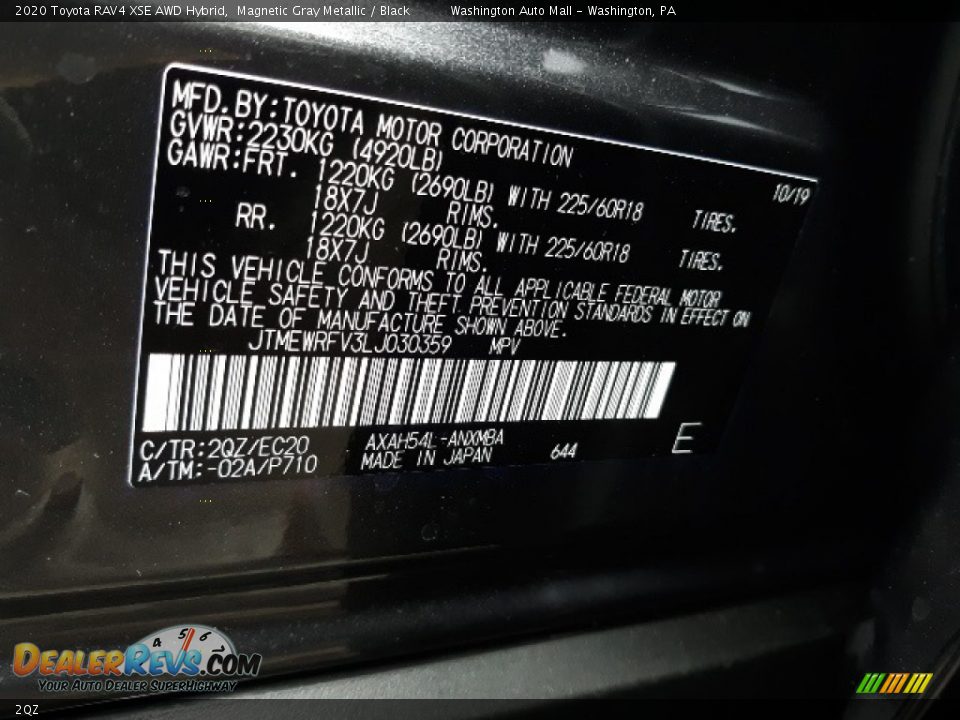 2020 Toyota RAV4 XSE AWD Hybrid,  Magnetic Gray Metallic / Black    Washington Auto Mall - Washington, PA
MFD. BY: TOYOTA MOTOR CORPORATION 10/19
GVWR: 2230KG (4920LB)
GAWR: FRT. 1220KG (2690LB) WITH 225/60R18 TIRES.
18X7J RIMS.
RR. 1220KG (2690LB) WITH 225/60R18 TIRES.
18X7J RIMS.
THIS VEHICLE CONFORMS TO ALL APPLICABLE FEDERAL MOTOR
VEHICLE SAFETY AND THEFT PREVENTION STANDARDS IN EFFECT ON
THE DATE OF MANUFACTURE SHOWN ABOVE.
JTMEWRFV3LJ030359 MPV
C/TR: 2QZ/EC20 AXAH54L-ANXMBA 644 E
A/TM: -02A/P710 MADE IN JAPAN
4 5 6 7
DEALERREVS.COM
YOUR AUTO DEALER SUPERHIGHWAY
2QZ